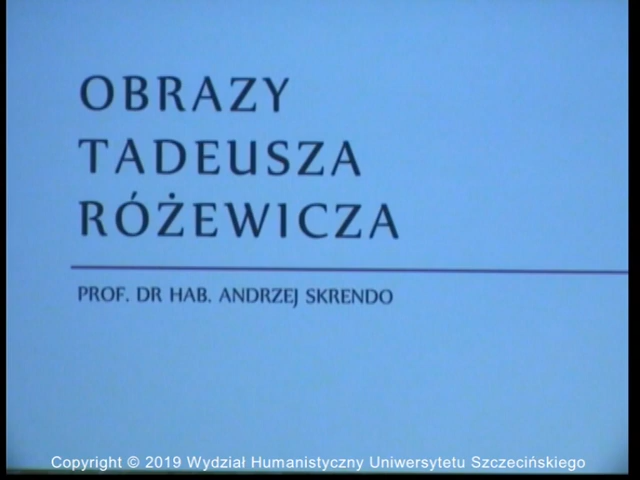 OBRAZY
TADEUSZA
RÓŻEWICZA
PROF. DR HAB. ANDRZEJ SKRENDO
Copyright © 2019 Wydział Humanistyczny Uniwersytetu Szczecińskiego